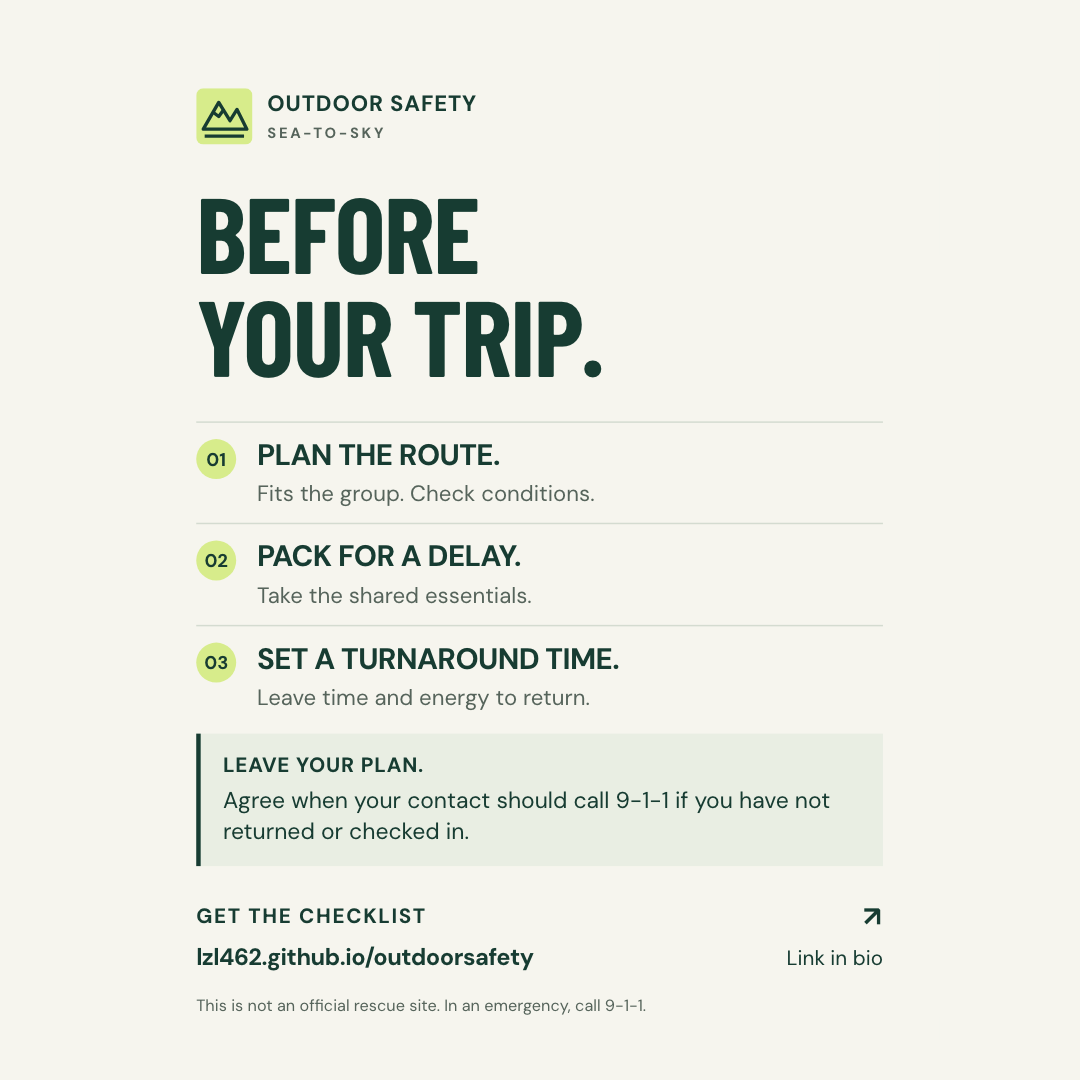 OUTDOOR SAFETY
SEA-TO-SKY
BEFORE
YOUR TRIP.
01 PLAN THE ROUTE.
Fits the group. Check conditions.
02 PACK FOR A DELAY.
Take the shared essentials.
03 SET A TURNAROUND TIME.
Leave time and energy to return.
LEAVE YOUR PLAN.
Agree when your contact should call 9-1-1 if you have not
returned or checked in.
GET THE CHECKLIST
lzl462.github.io/outdoorsafety
Link in bio
This is not an official rescue site. In an emergency, call 9-1-1.